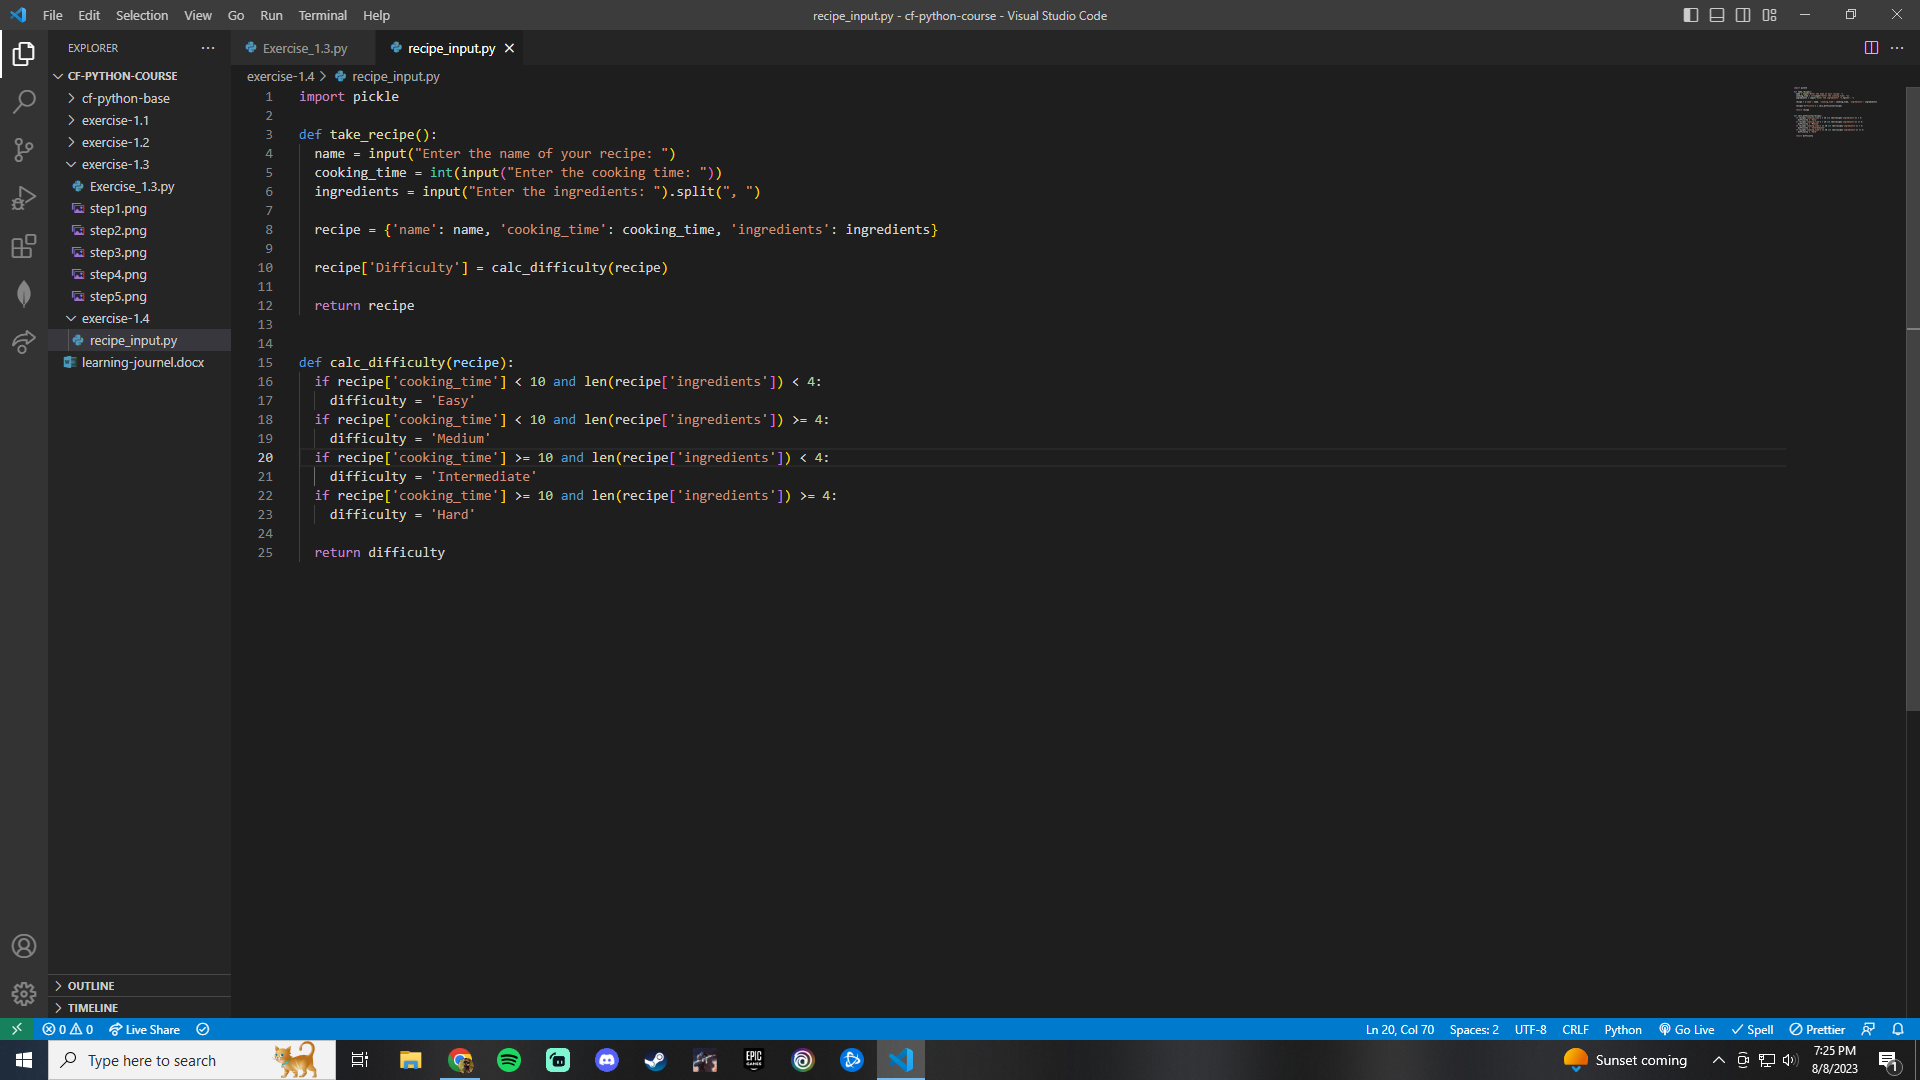 File Edit Selection View Go Run Terminal Help
recipe_input.py - cf-python-course - Visual Studio Code
EXPLORER
CF-PYTHON-COURSE
cf-python-base
exercise-1.1
exercise-1.2
exercise-1.3
Exercise_1.3.py
step1.png
step2.png
step3.png
step4.png
step5.png
exercise-1.4
recipe_input.py
learning-journel.docx
OUTLINE
TIMELINE
Exercise_1.3.py recipe_input.py
exercise-1.4 > recipe_input.py
1 import pickle
2
3 def take_recipe():
4   name = input("Enter the name of your recipe: ")
5   cooking_time = int(input("Enter the cooking time: "))
6   ingredients = input("Enter the ingredients: ").split(", ")
7
8   recipe = {'name': name, 'cooking_time': cooking_time, 'ingredients': ingredients}
9
10   recipe['Difficulty'] = calc_difficulty(recipe)
11
12   return recipe
13
14
15 def calc_difficulty(recipe):
16   if recipe['cooking_time'] < 10 and len(recipe['ingredients']) < 4:
17     difficulty = 'Easy'
18   if recipe['cooking_time'] < 10 and len(recipe['ingredients']) >= 4:
19     difficulty = 'Medium'
20   if recipe['cooking_time'] >= 10 and len(recipe['ingredients']) < 4:
21     difficulty = 'Intermediate'
22   if recipe['cooking_time'] >= 10 and len(recipe['ingredients']) >= 4:
23     difficulty = 'Hard'
24
25   return difficulty
0 0 Live Share
Ln 20, Col 70 Spaces: 2 UTF-8 CRLF Python Go Live Spell Prettier
Type here to search
EPIC GAMES
Sunset coming
7:25 PM
8/8/2023
1